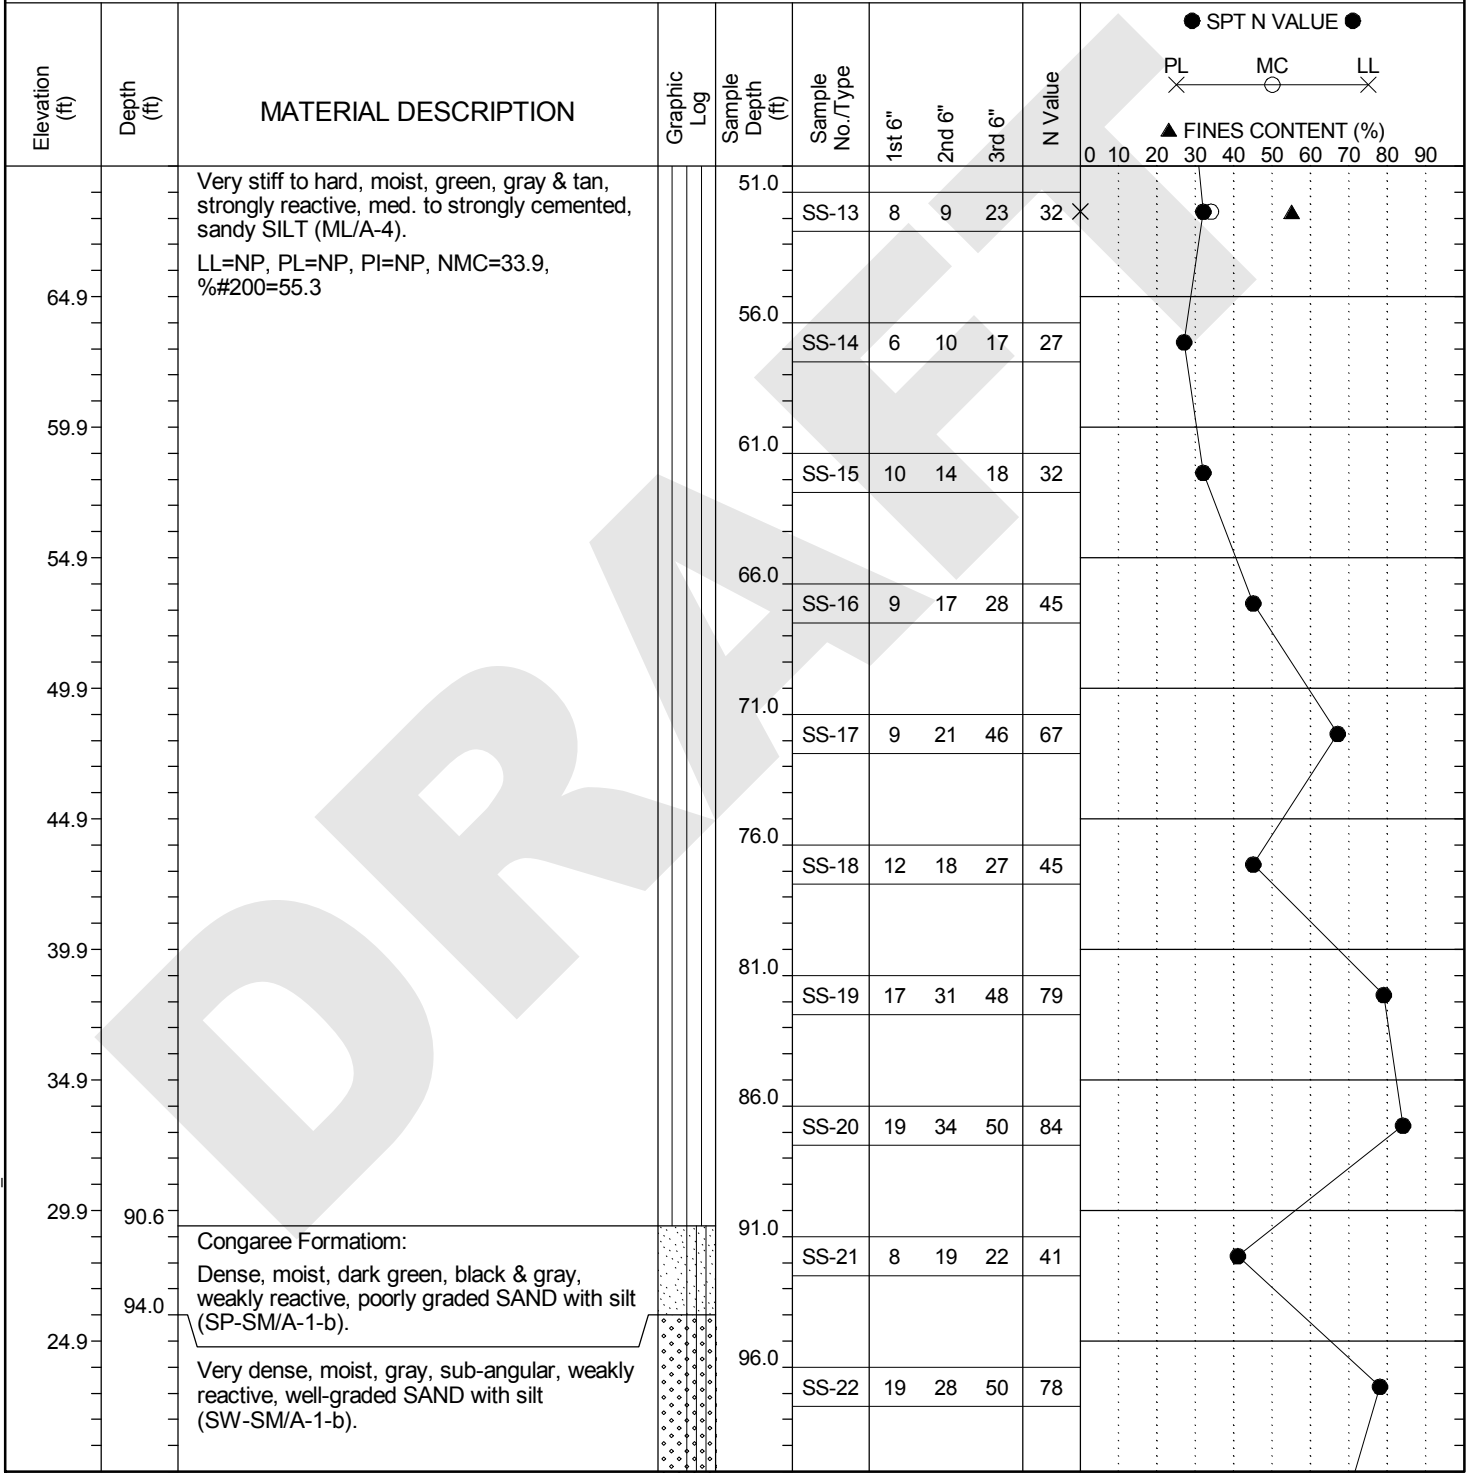 SPT N VALUE
PL MC LL
FINES CONTENT (%)
0 10 20 30 40 50 60 70 80 90
Elevation
(ft)
Depth
(ft)
MATERIAL DESCRIPTION
Graphic
Log
Sample
Depth
(ft)
Sample
No./Type
1st 6"
2nd 6"
3rd 6"
N Value
Very stiff to hard, moist, green, gray & tan,
strongly reactive, med. to strongly cemented,
sandy SILT (ML/A-4).
LL=NP, PL=NP, PI=NP, NMC=33.9,
%#200=55.3
51.0
SS-13 8 9 23 32
64.9
56.0
SS-14 6 10 17 27
59.9
61.0
SS-15 10 14 18 32
54.9
66.0
SS-16 9 17 28 45
49.9
71.0
SS-17 9 21 46 67
44.9
76.0
SS-18 12 18 27 45
39.9
81.0
SS-19 17 31 48 79
34.9
86.0
SS-20 19 34 50 84
29.9
90.6
91.0
Congaree Formatiom:
Dense, moist, dark green, black & gray,
weakly reactive, poorly graded SAND with silt
(SP-SM/A-1-b).
SS-21 8 19 22 41
94.0
24.9
96.0
Very dense, moist, gray, sub-angular, weakly
reactive, well-graded SAND with silt
(SW-SM/A-1-b).
SS-22 19 28 50 78
DRAFT